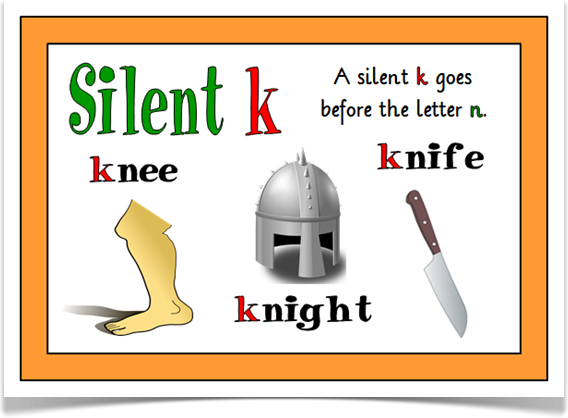 Silent k
A silent k goes
before the letter n.
knee
knife
knight